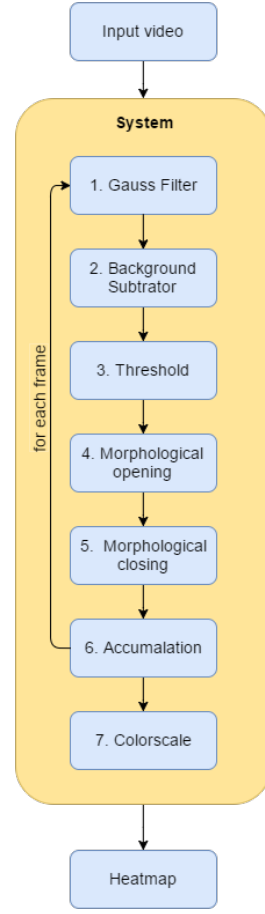 Input video
System
1. Gauss Filter
2. Background
Subtrator
3. Threshold
4. Morphological
opening
5. Morphological
closing
6. Accumalation
7. Colorscale
for each frame
Heatmap